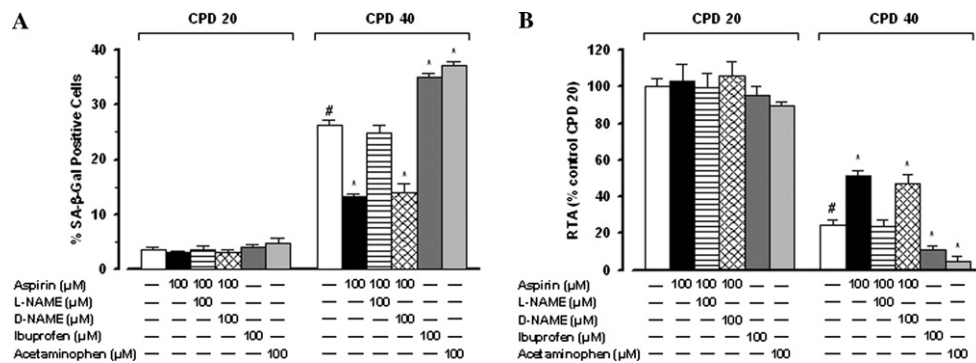 A
CPD 20
CPD 40
% SA-β-Gal Positive Cells
40
30
20
10
0
#
*
*
*
*
Aspirin (µM) — 100 100 100 — — — 100 100 100 — —
L-NAME (µM) — — 100 — — — — — 100 — — —
D-NAME (µM) — — — 100 — — — — — 100 — —
Ibuprofen (µM) — — — — 100 — — — — — 100 —
Acetaminophen (µM) — — — — — 100 — — — — — 100
B
CPD 20
CPD 40
RTA (% control CPD 20)
120
100
80
60
40
20
0
#
*
*
*
*
Aspirin (µM) — 100 100 100 — — — 100 100 100 — —
L-NAME (µM) — — 100 — — — — — 100 — — —
D-NAME (µM) — — — 100 — — — — — 100 — —
Ibuprofen (µM) — — — — 100 — — — — — 100 —
Acetaminophen (µM) — — — — — 100 — — — — — 100